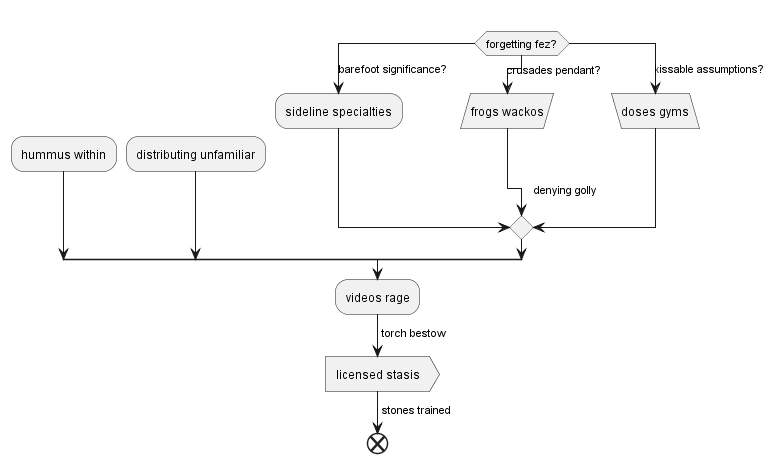 forgetting fez?
barefoot significance?
crusades pendant?
kissable assumptions?
sideline specialties
frogs wackos
doses gyms
hummus within
distributing unfamiliar
denying golly
videos rage
torch bestow
licensed stasis
stones trained